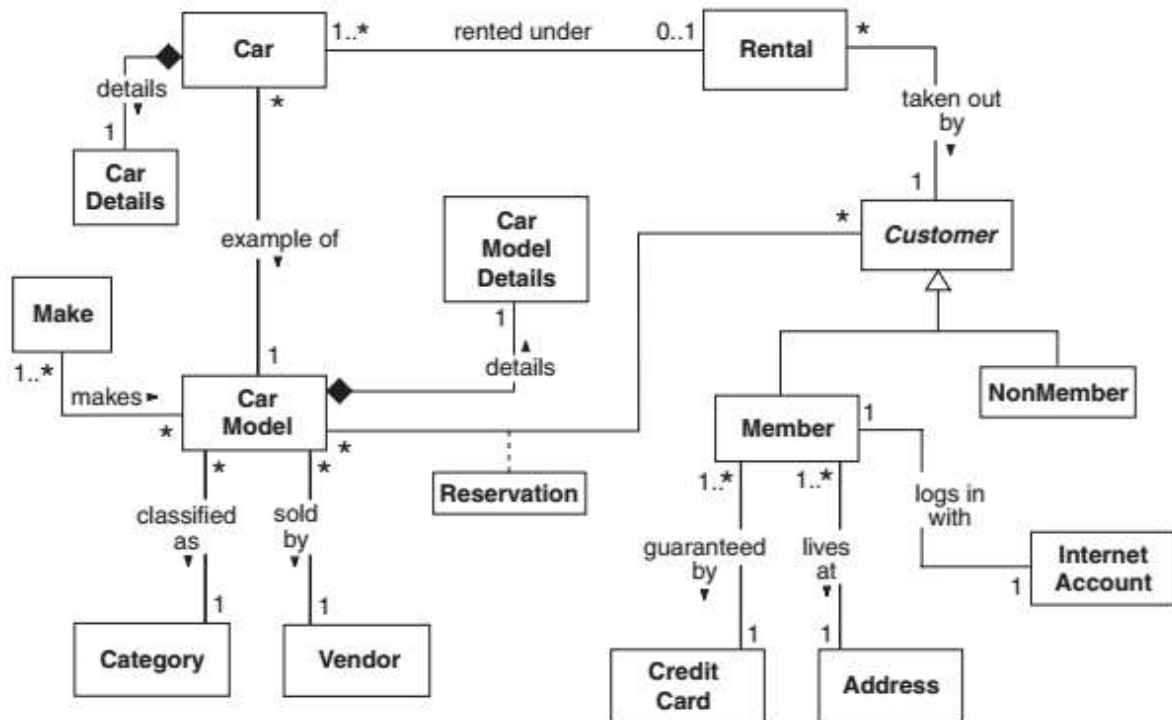 Car
1..*
rented under
0..1
Rental
*
details
1
Car
Details
*
taken out
by
1
Customer
*
example of
Car
Model
Details
1
details
Make
1..*
makes
*
1
Car
Model
*
Reservation
Member
1
NonMember
*
classified
as
1
Category
*
sold
by
1
Vendor
1..*
guaranteed
by
1
Credit
Card
1..*
lives
at
1
Address
logs in
with
1
Internet
Account